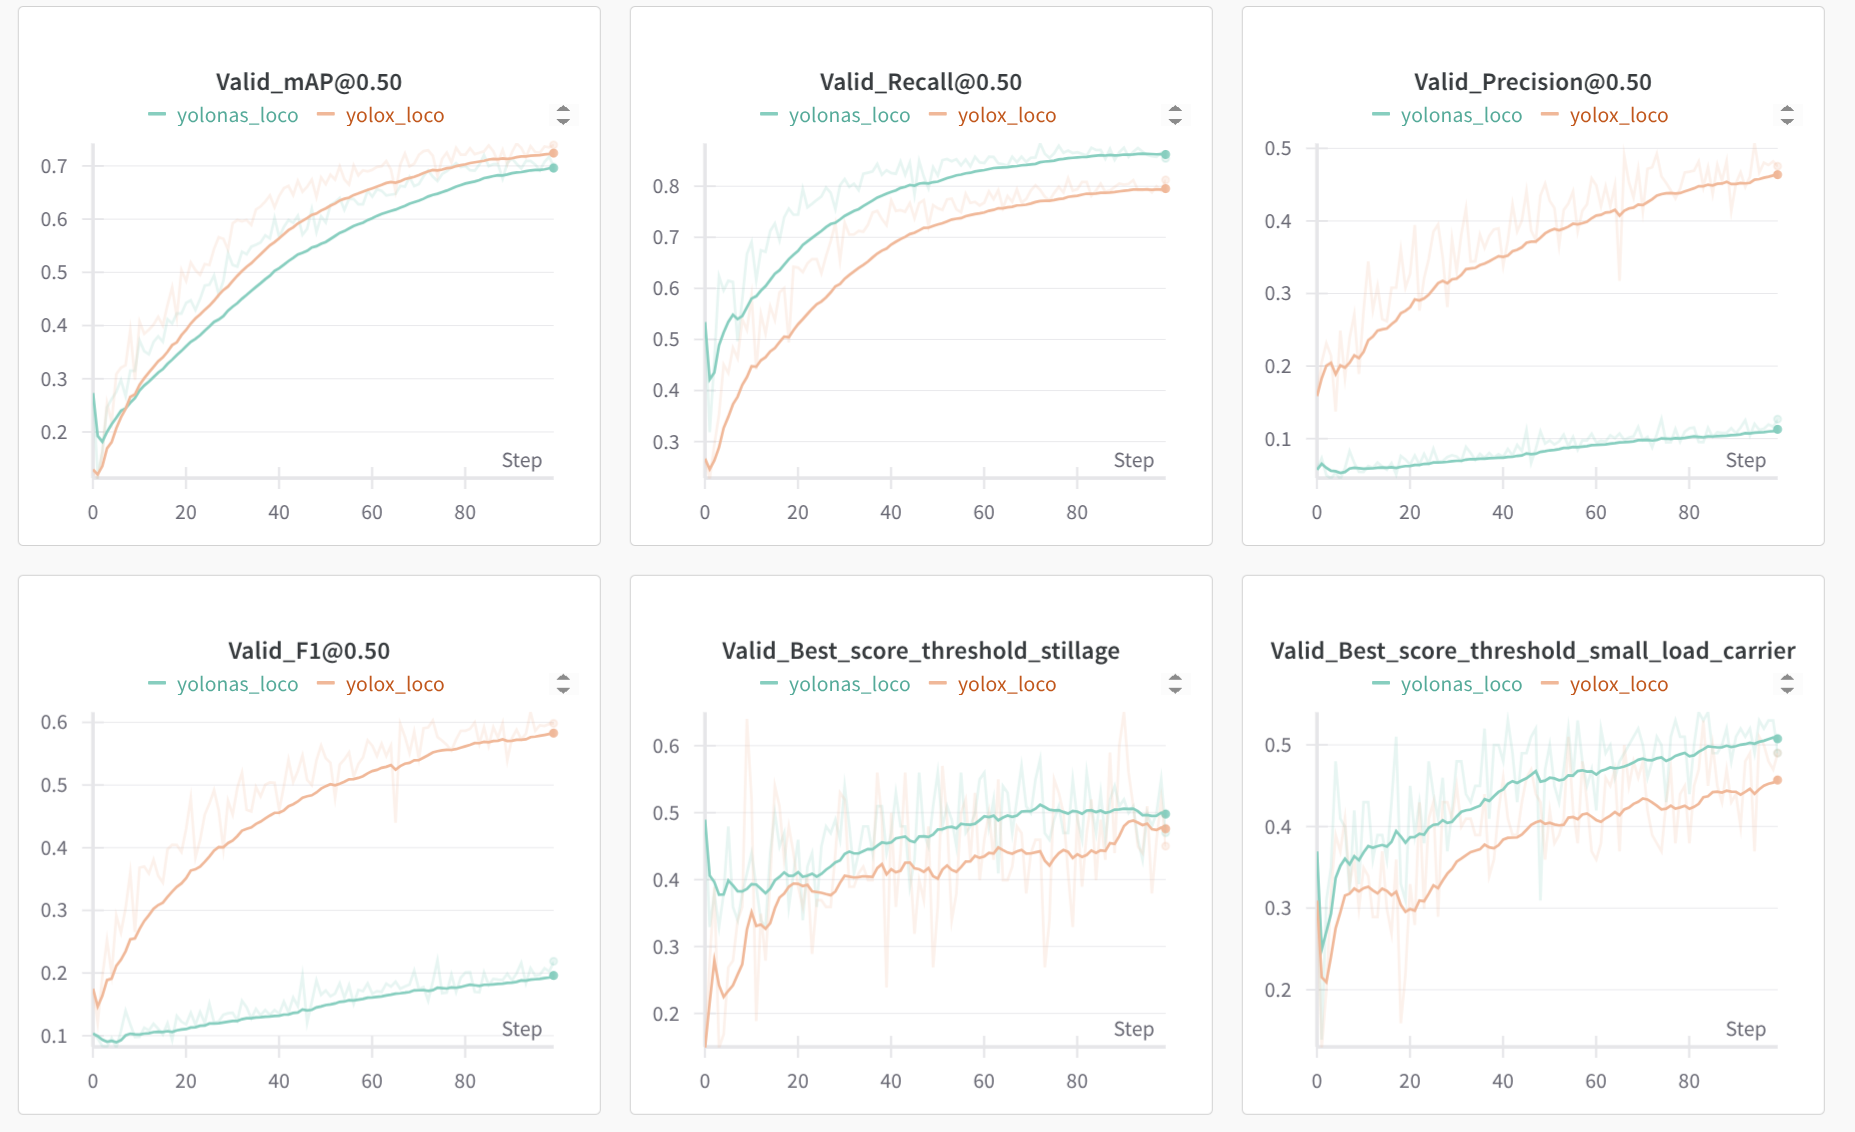 Valid_mAP@0.50
yolonas_loco yolox_loco
0.7
0.6
0.5
0.4
0.3
0.2
Step
0 20 40 60 80
Valid_Recall@0.50
yolonas_loco yolox_loco
0.8
0.7
0.6
0.5
0.4
0.3
Step
0 20 40 60 80
Valid_Precision@0.50
yolonas_loco yolox_loco
0.5
0.4
0.3
0.2
0.1
Step
0 20 40 60 80
Valid_F1@0.50
yolonas_loco yolox_loco
0.6
0.5
0.4
0.3
0.2
0.1
Step
0 20 40 60 80
Valid_Best_score_threshold_stillage
yolonas_loco yolox_loco
0.6
0.5
0.4
0.3
0.2
Step
0 20 40 60 80
Valid_Best_score_threshold_small_load_carrier
yolonas_loco yolox_loco
0.5
0.4
0.3
0.2
Step
0 20 40 60 80